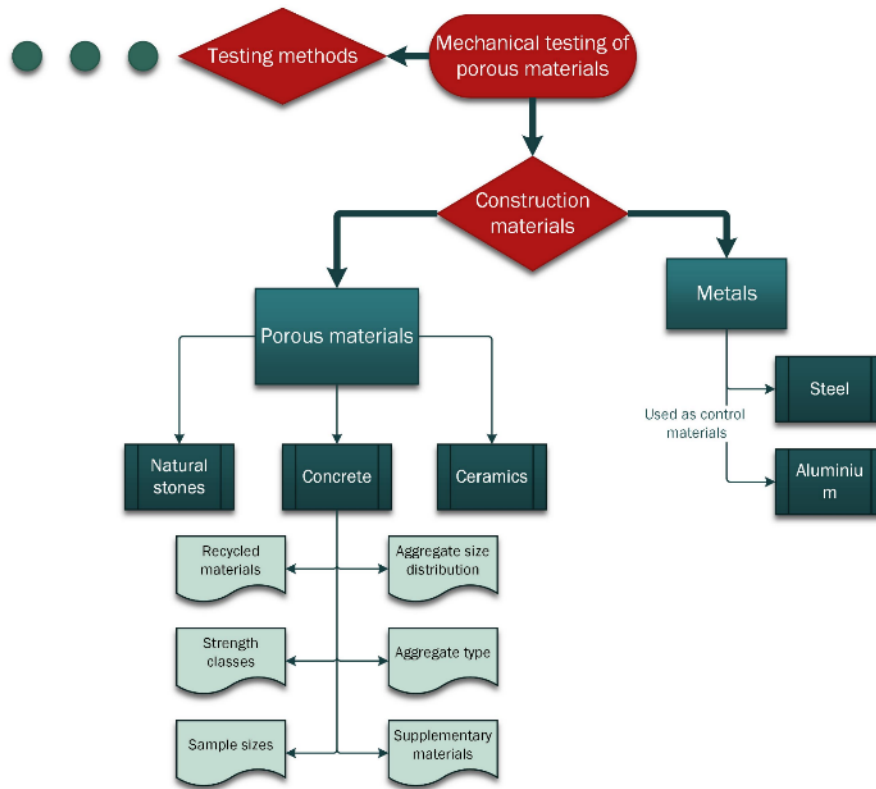 Testing methods
Mechanical testing of
porous materials
Construction
materials
Porous materials
Metals
Used as control
materials
Steel
Aluminiu
m
Natural
stones
Concrete
Ceramics
Recycled
materials
Aggregate size
distribution
Strength
classes
Aggregate type
Sample sizes
Supplementary
materials